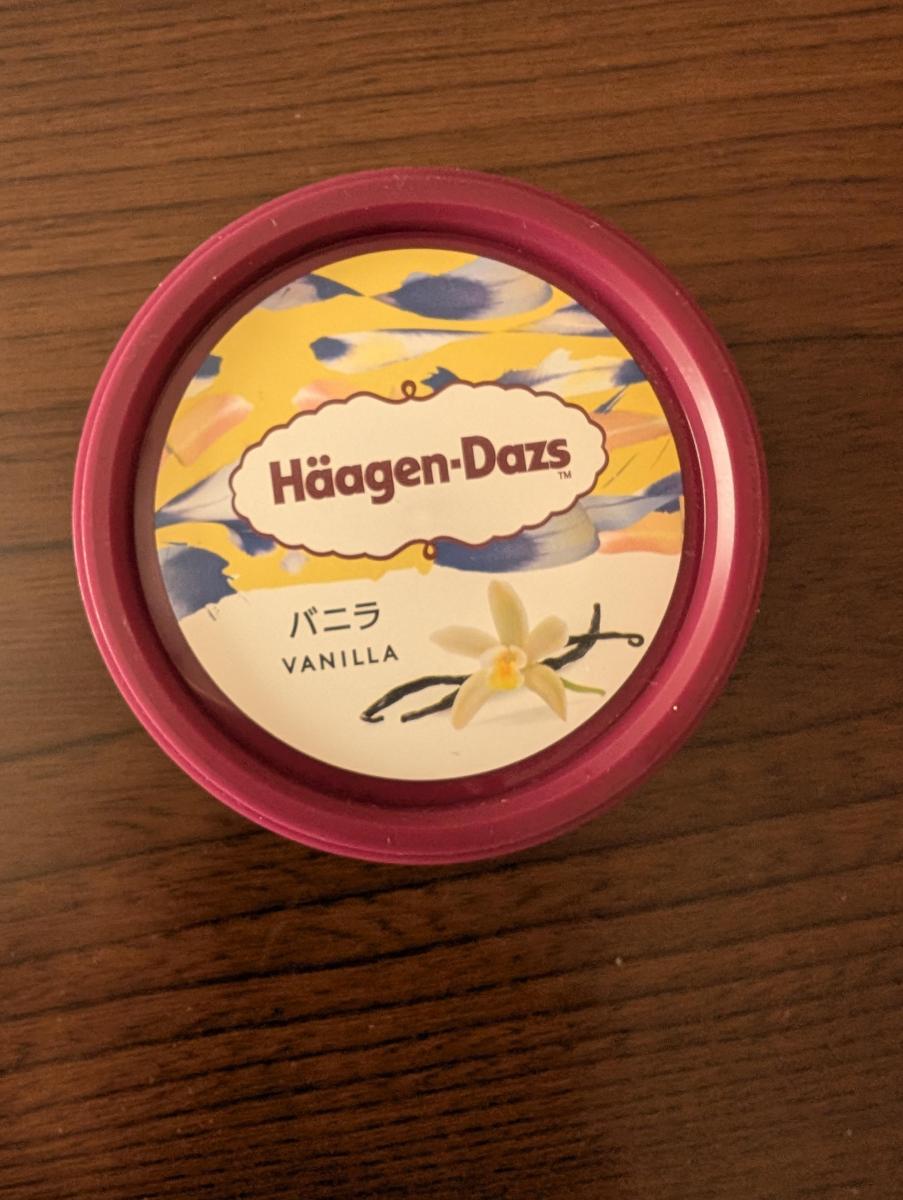 Häagen-Dazs
TM
バニラ
VANILLA